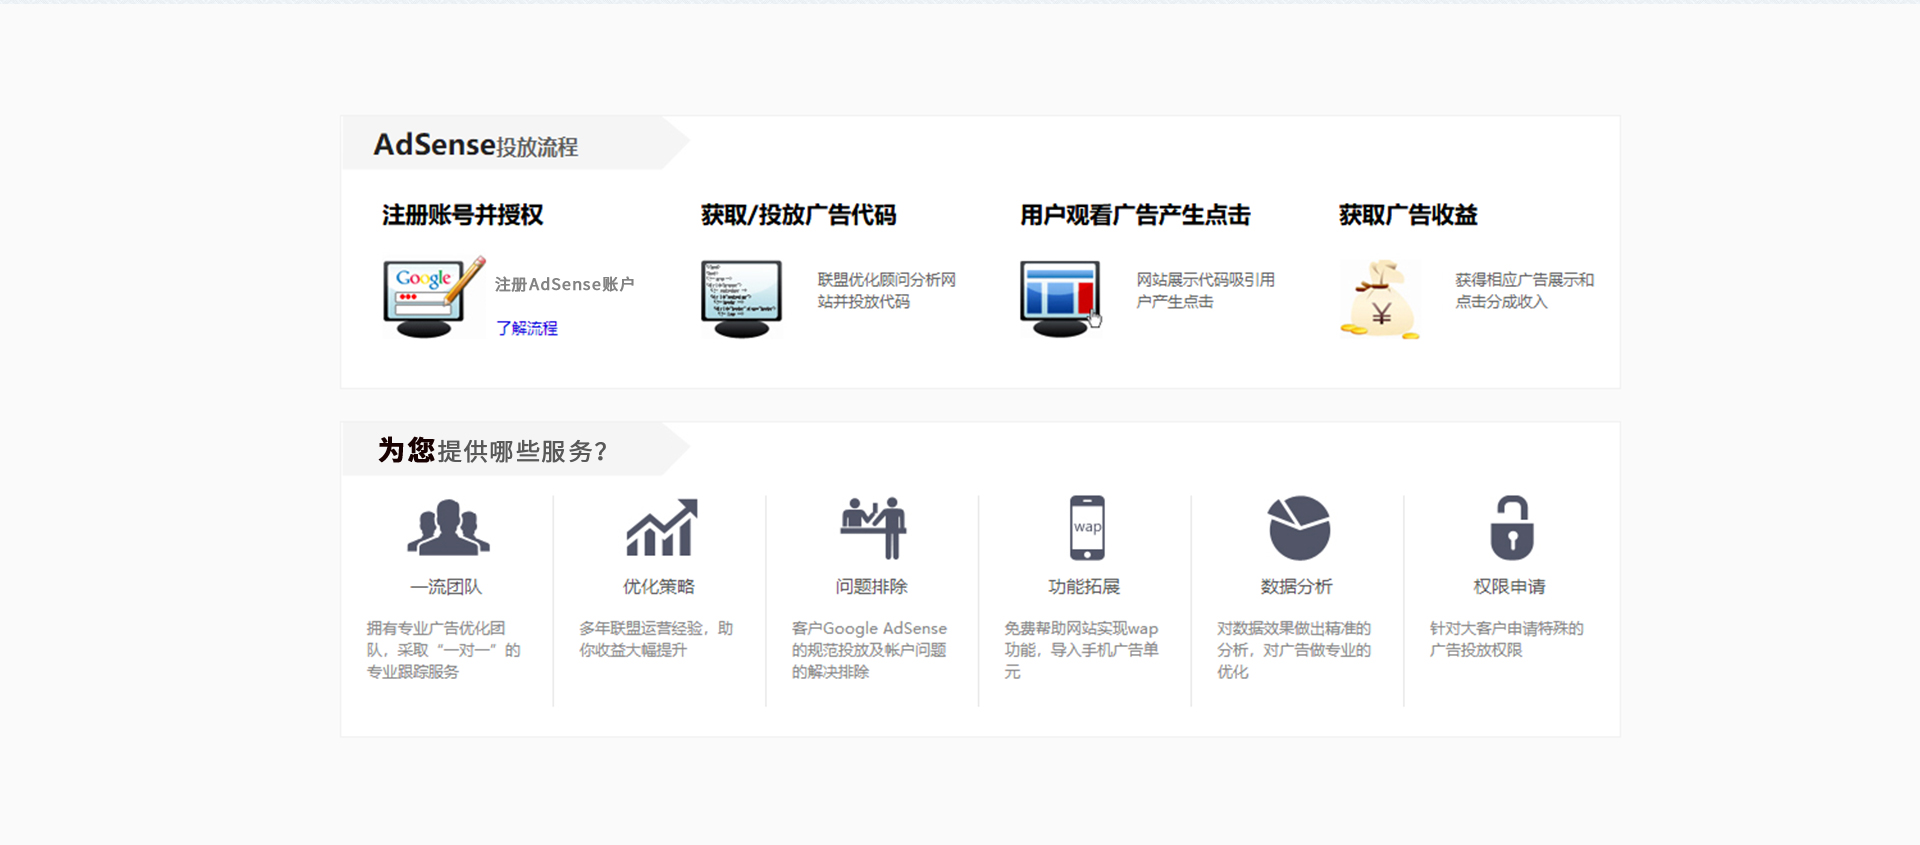 AdSense投放流程
注册账号并授权
获取/投放广告代码
用户观看广告产生点击
获取广告收益
Google
注册AdSense账户
了解流程
联盟优化顾问分析网
站并投放代码
网站展示代码吸引用
户产生点击
¥
获得相应广告展示和
点击分成收入
为您提供哪些服务?
wap
一流团队
优化策略
问题排除
功能拓展
数据分析
权限申请
拥有专业广告优化团
队，采取“一对一”的
专业跟踪服务
多年联盟运营经验，助
你收益大幅提升
客户Google AdSense
的规范投放及帐户问题
的解决排除
免费帮助网站实现wap
功能，导入手机广告单
元
对数据效果做出精准的
分析，对广告做专业的
优化
针对大客户申请特殊的
广告投放权限